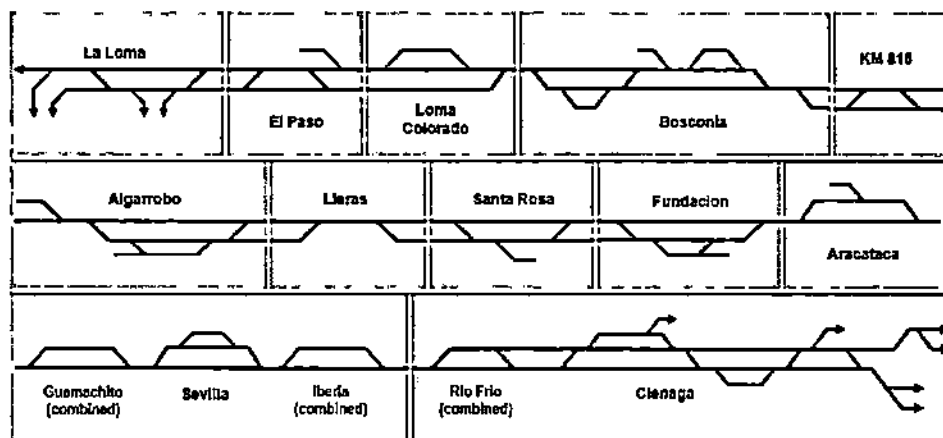 La Loma
El Paso
Loma
Colorado
Bosconia
KM 816
Algarrobo
Lleras
Santa Rosa
Fundacion
Aracataca
Guamachito
(combined)
Sevilla
Iberia
(combined)
Rio Frio
(combined)
Cienaga